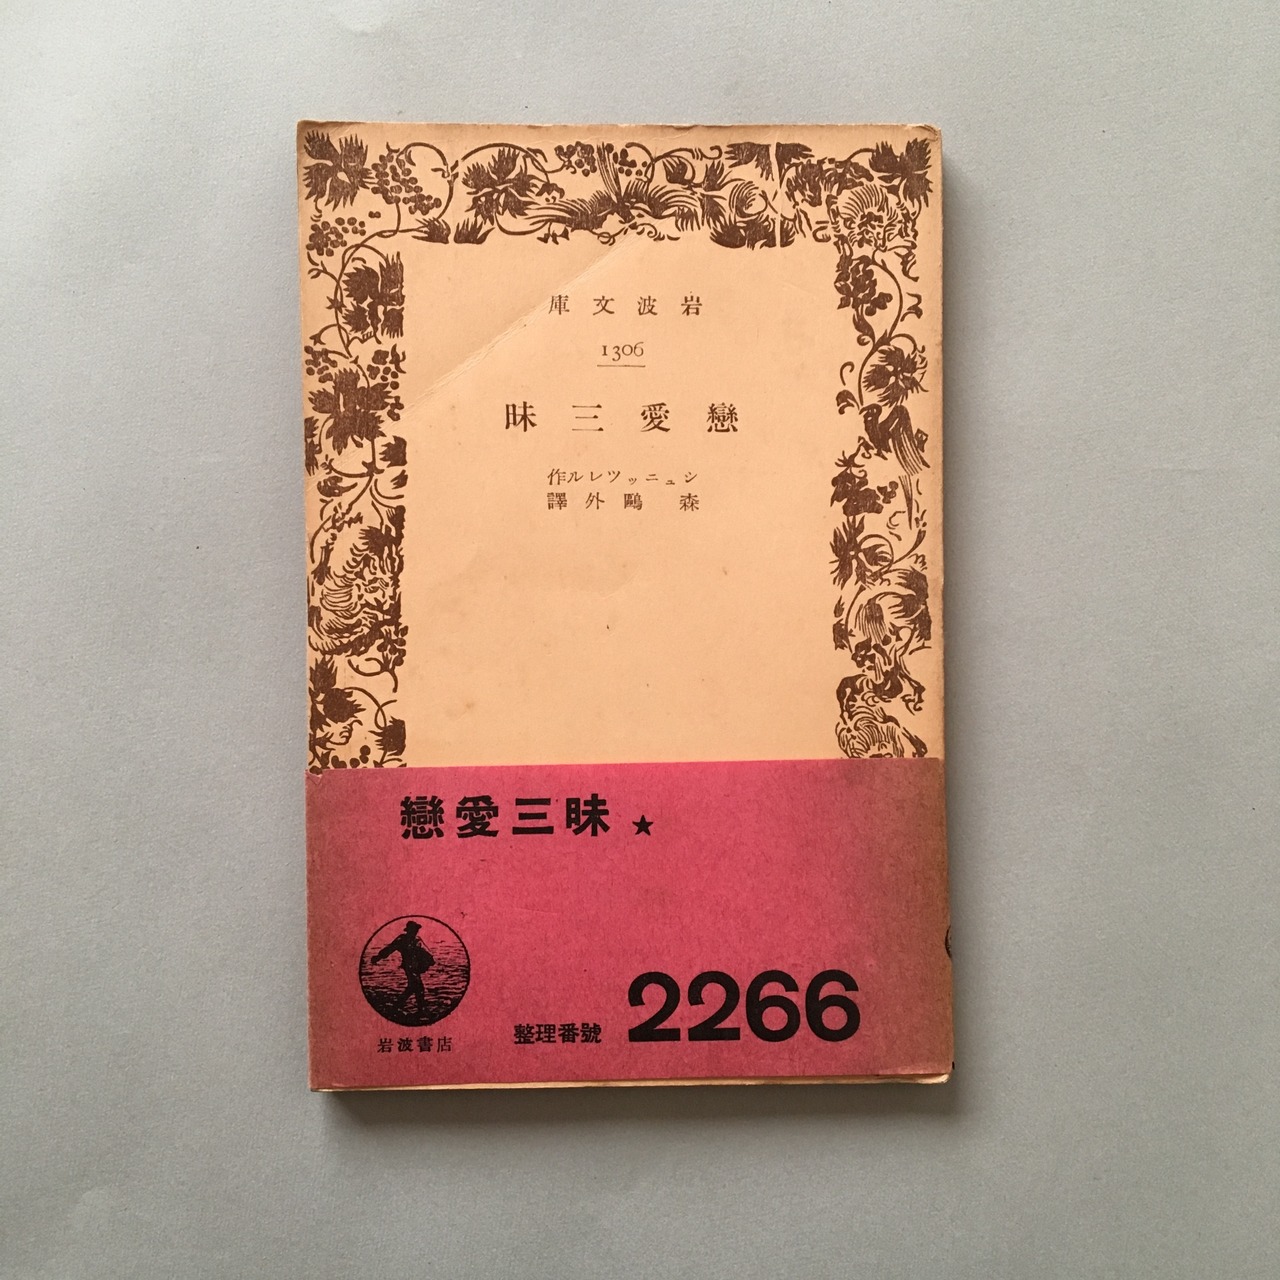 岩波文庫
1306
戀愛三昧
シュニッツレル作
森 鷗外譯
戀愛三昧 ★
岩波書店
整理番號 2266